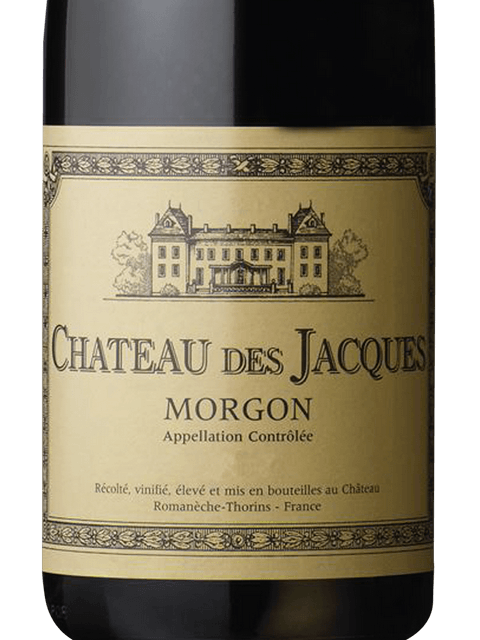 CHATEAU DES JACQUES
MORGON
Appellation Contrôlée
Récolté, vinifié, élevé et mis en bouteilles au Château
Romanèche-Thorins - France